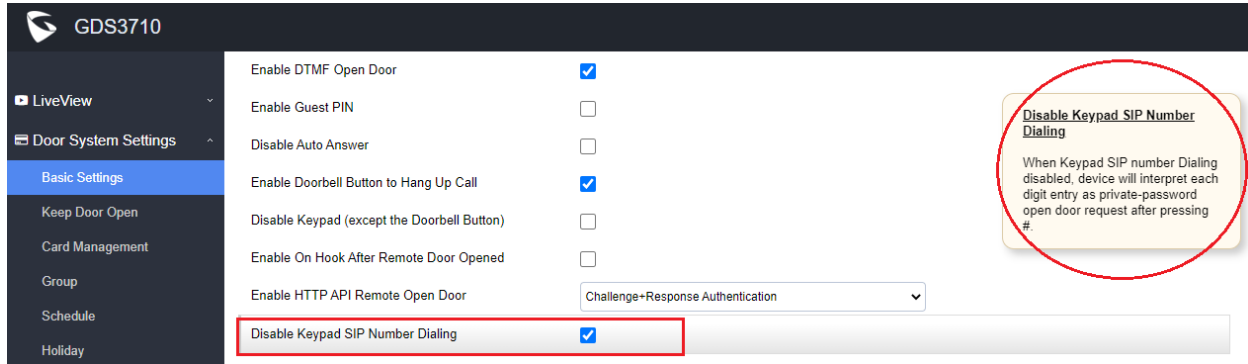 GDS3710
LiveView
Door System Settings
Basic Settings
Keep Door Open
Card Management
Group
Schedule
Holiday
Enable DTMF Open Door
Enable Guest PIN
Disable Auto Answer
Enable Doorbell Button to Hang Up Call
Disable Keypad (except the Doorbell Button)
Enable On Hook After Remote Door Opened
Enable HTTP API Remote Open Door
Challenge+Response Authentication
Disable Keypad SIP Number Dialing
Disable Keypad SIP Number
Dialing
When Keypad SIP number Dialing
disabled, device will interpret each
digit entry as private-password
open door request after pressing
#.